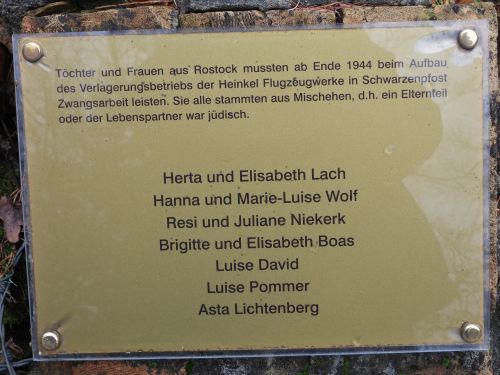 Töchter und Frauen aus Rostock mussten ab Ende 1944 beim Aufbau
des Verlagerungsbetriebs der Heinkel Flugzeugwerke in Schwarzenpfost
Zwangsarbeit leisten. Sie alle stammten aus Mischehen, d.h. ein Elternteil
oder der Lebenspartner war jüdisch.
Herta und Elisabeth Lach
Hanna und Marie-Luise Wolf
Resi und Juliane Niekerk
Brigitte und Elisabeth Boas
Luise David
Luise Pommer
Asta Lichtenberg